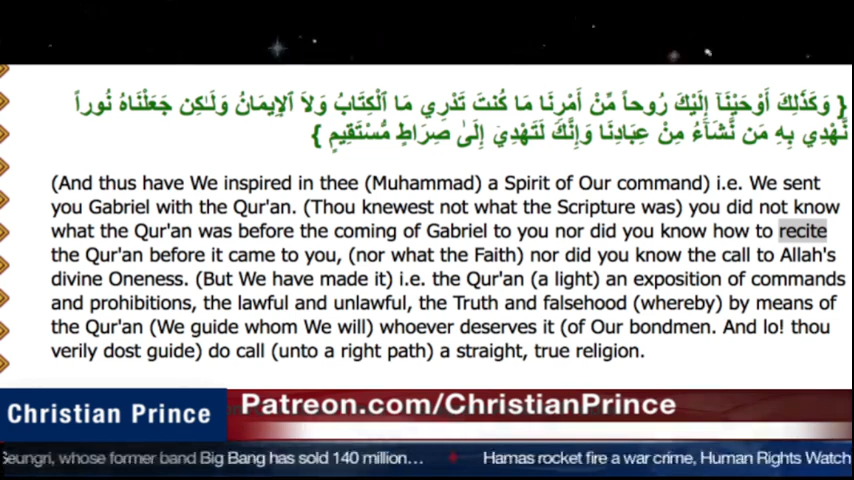 { وَكَذَلِكَ أَوْحَيْنَآ إِلَيْكَ رُوحاً مِّنْ أَمْرِنَا مَا كُنتَ تَدْرِي مَا ٱلْكِتَابُ وَلاَ ٱلإِيمَانُ وَلَـٰكِن جَعَلْنَاهُ نُوراً
نَّهْدِي بِهِ مَن نَّشَآءُ مِنْ عِبَادِنَا وَإِنَّكَ لَتَهْدِيۤ إِلَىٰ صِرَاطٍ مُّسْتَقِيمٍ }
(And thus have We inspired in thee (Muhammad) a Spirit of Our command) i.e. We sent
you Gabriel with the Qur'an. (Thou knewest not what the Scripture was) you did not know
what the Qur'an was before the coming of Gabriel to you nor did you know how to recite
the Qur'an before it came to you, (nor what the Faith) nor did you know the call to Allah's
divine Oneness. (But We have made it) i.e. the Qur'an (a light) an exposition of commands
and prohibitions, the lawful and unlawful, the Truth and falsehood (whereby) by means of
the Qur'an (We guide whom We will) whoever deserves it (of Our bondmen. And lo! thou
verily dost guide) do call (unto a right path) a straight, true religion.
Patreon.com/ChristianPrince
Christian Prince
Seungri, whose former band Big Bang has sold 140 million... Hamas rocket fire a war crime, Human Rights Watch